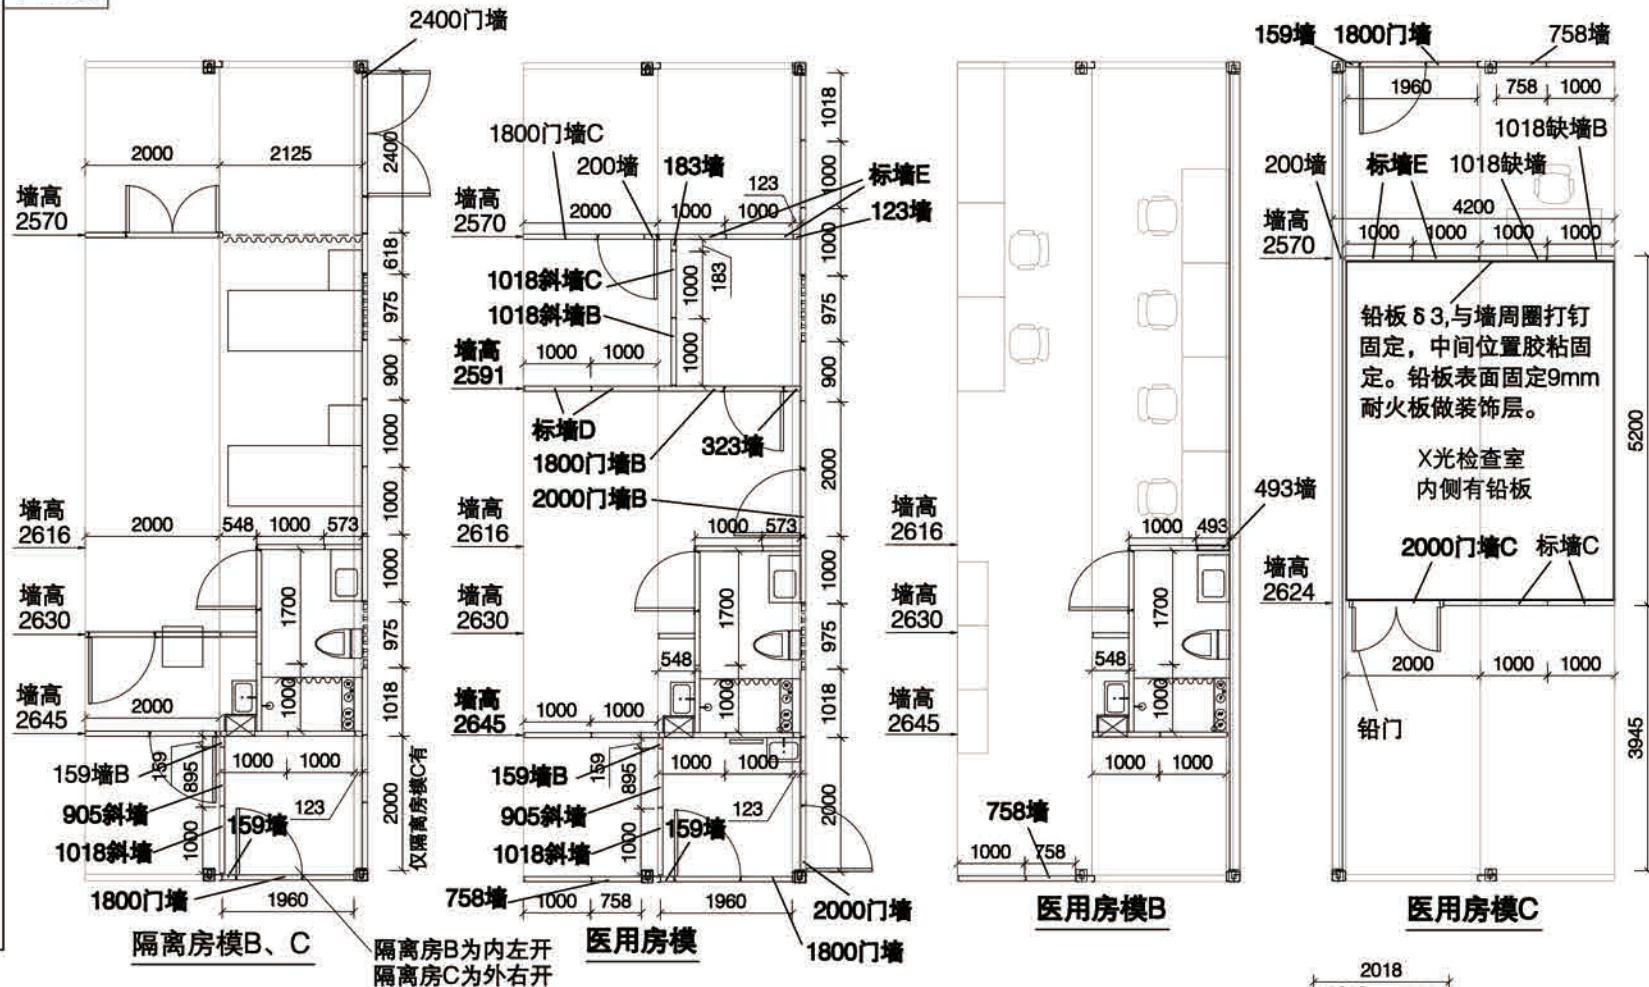 2400门墙
2000
2125
2400
墙高
2570
618
975
900
1000
1000
墙高
2616
2000
548
1000
573
1000
1700
墙高
2630
975
墙高
2645
2000
1000
1018
159墙B
159
895
1000
1000
905斜墙
123
159墙
1018斜墙
1000
2000
仅隔离房模C有
1800门墙
1960
隔离房模B、C
隔离房B为内左开
隔离房C为外右开
1800门墙C
200墙
183墙
123
标墙E
123墙
1018
1000
墙高
2570
2000
1000
1000
1000
1018斜墙C
1000
183
975
1018斜墙B
墙高
2591
1000
1000
1000
900
标墙D
323墙
1800门墙B
2000
2000门墙B
墙高
2616
1000
573
1000
墙高
2630
1700
975
548
墙高
2645
1000
1000
1000
1018
159墙B
159
895
1000
1000
905斜墙
123
1018斜墙
159墙
1000
2000
758墙
1000
758
1960
2000门墙
1800门墙
医用房模
墙高
2616
1000
493
493墙
墙高
2630
1700
548
墙高
2645
1000
1000
1000
758墙
1000
758
医用房模B
159墙
1800门墙
758墙
1960
758
1000
1018缺墙B
200墙
标墙E
1018缺墙
墙高
2570
4200
1000
1000
1000
1000
铅板δ3,与墙周圈打钉
固定，中间位置胶粘固
定。铅板表面固定9mm
耐火板做装饰层。
X光检查室
内侧有铅板
5200
2000门墙C
标墙C
墙高
2624
2000
1000
1000
铅门
3945
医用房模C
2018